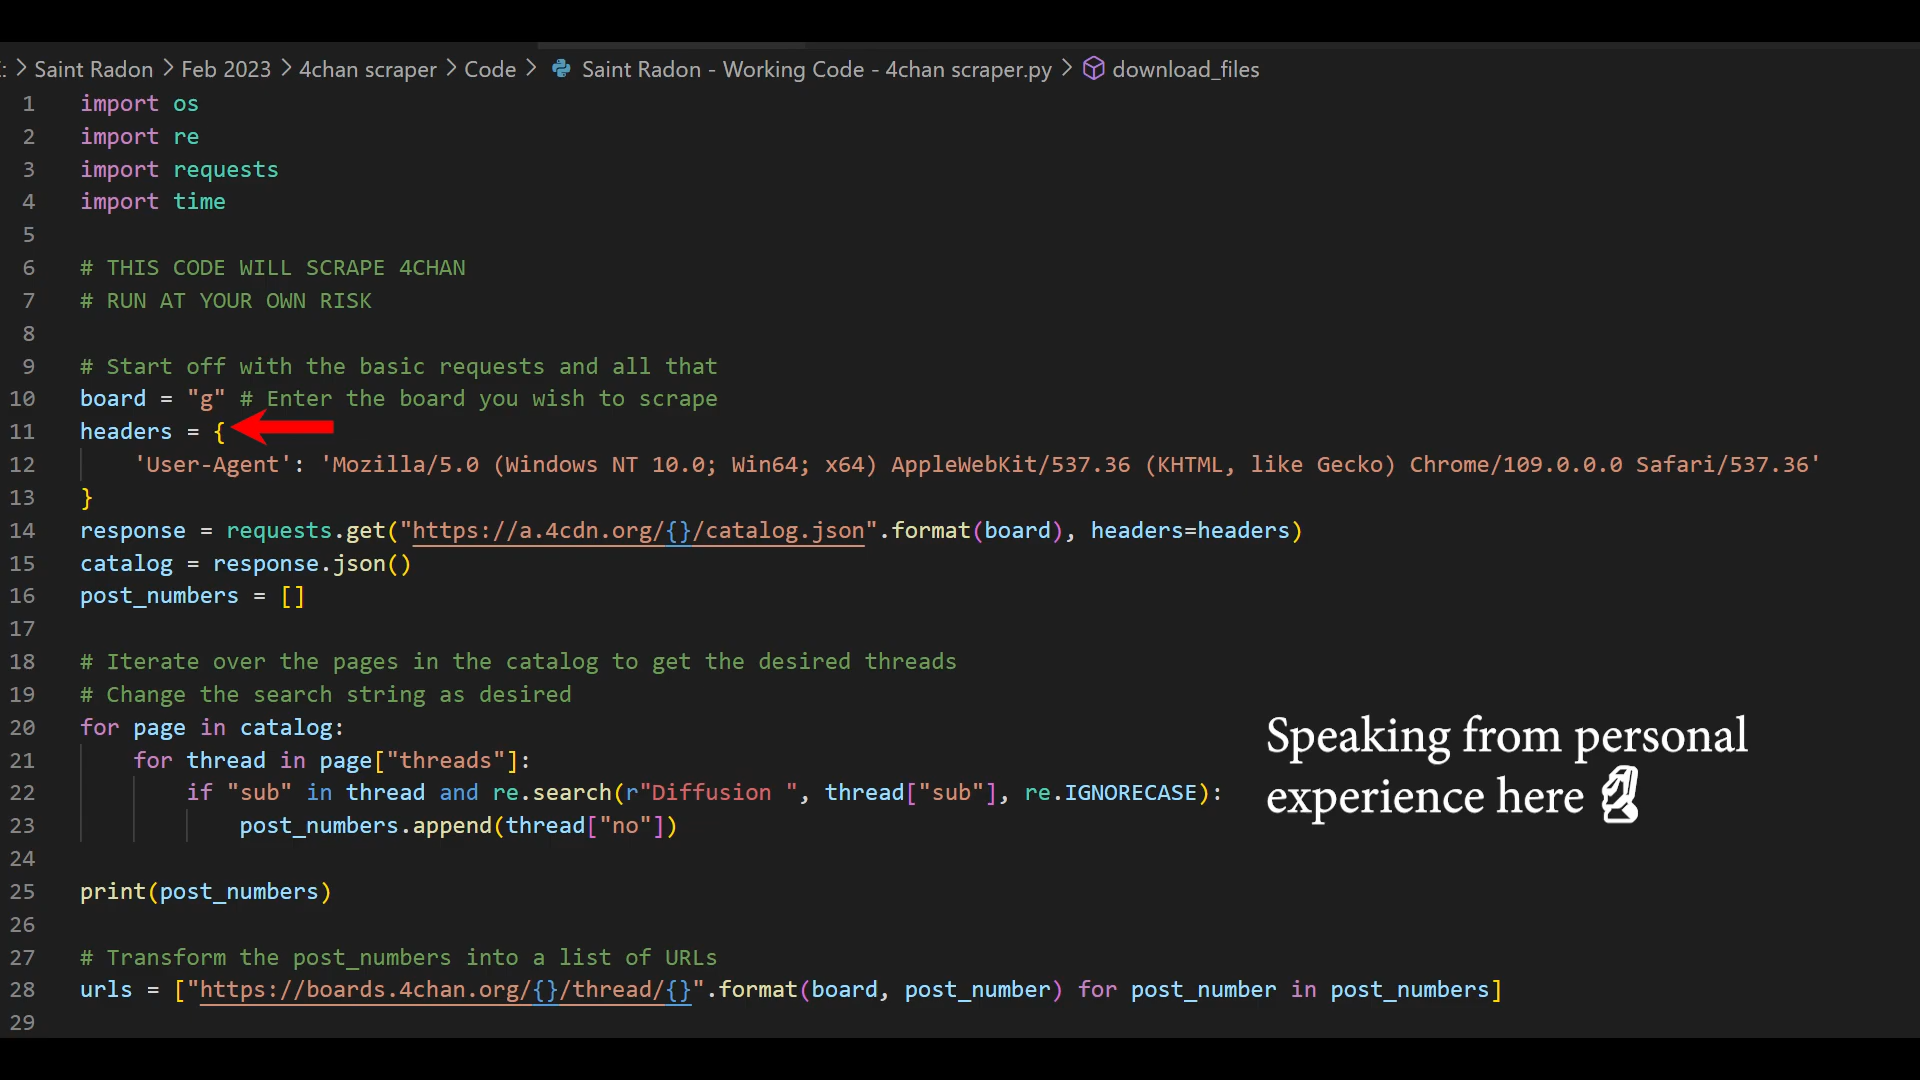 : > Saint Radon > Feb 2023 > 4chan scraper > Code > Saint Radon - Working Code - 4chan scraper.py > download_files
1 import os
2 import re
3 import requests
4 import time
5
6 # THIS CODE WILL SCRAPE 4CHAN
7 # RUN AT YOUR OWN RISK
8
9 # Start off with the basic requests and all that
10 board = "g" # Enter the board you wish to scrape
11 headers = {
12     'User-Agent': 'Mozilla/5.0 (Windows NT 10.0; Win64; x64) AppleWebKit/537.36 (KHTML, like Gecko) Chrome/109.0.0.0 Safari/537.36'
13 }
14 response = requests.get("https://a.4cdn.org/{}/catalog.json".format(board), headers=headers)
15 catalog = response.json()
16 post_numbers = []
17
18 # Iterate over the pages in the catalog to get the desired threads
19 # Change the search string as desired
20 for page in catalog:
21     for thread in page["threads"]:
22         if "sub" in thread and re.search(r"Diffusion ", thread["sub"], re.IGNORECASE):
23             post_numbers.append(thread["no"])
24
25 print(post_numbers)
26
27 # Transform the post_numbers into a list of URLs
28 urls = ["https://boards.4chan.org/{}/thread/{}".format(board, post_number) for post_number in post_numbers]
29
Speaking from personal
experience here